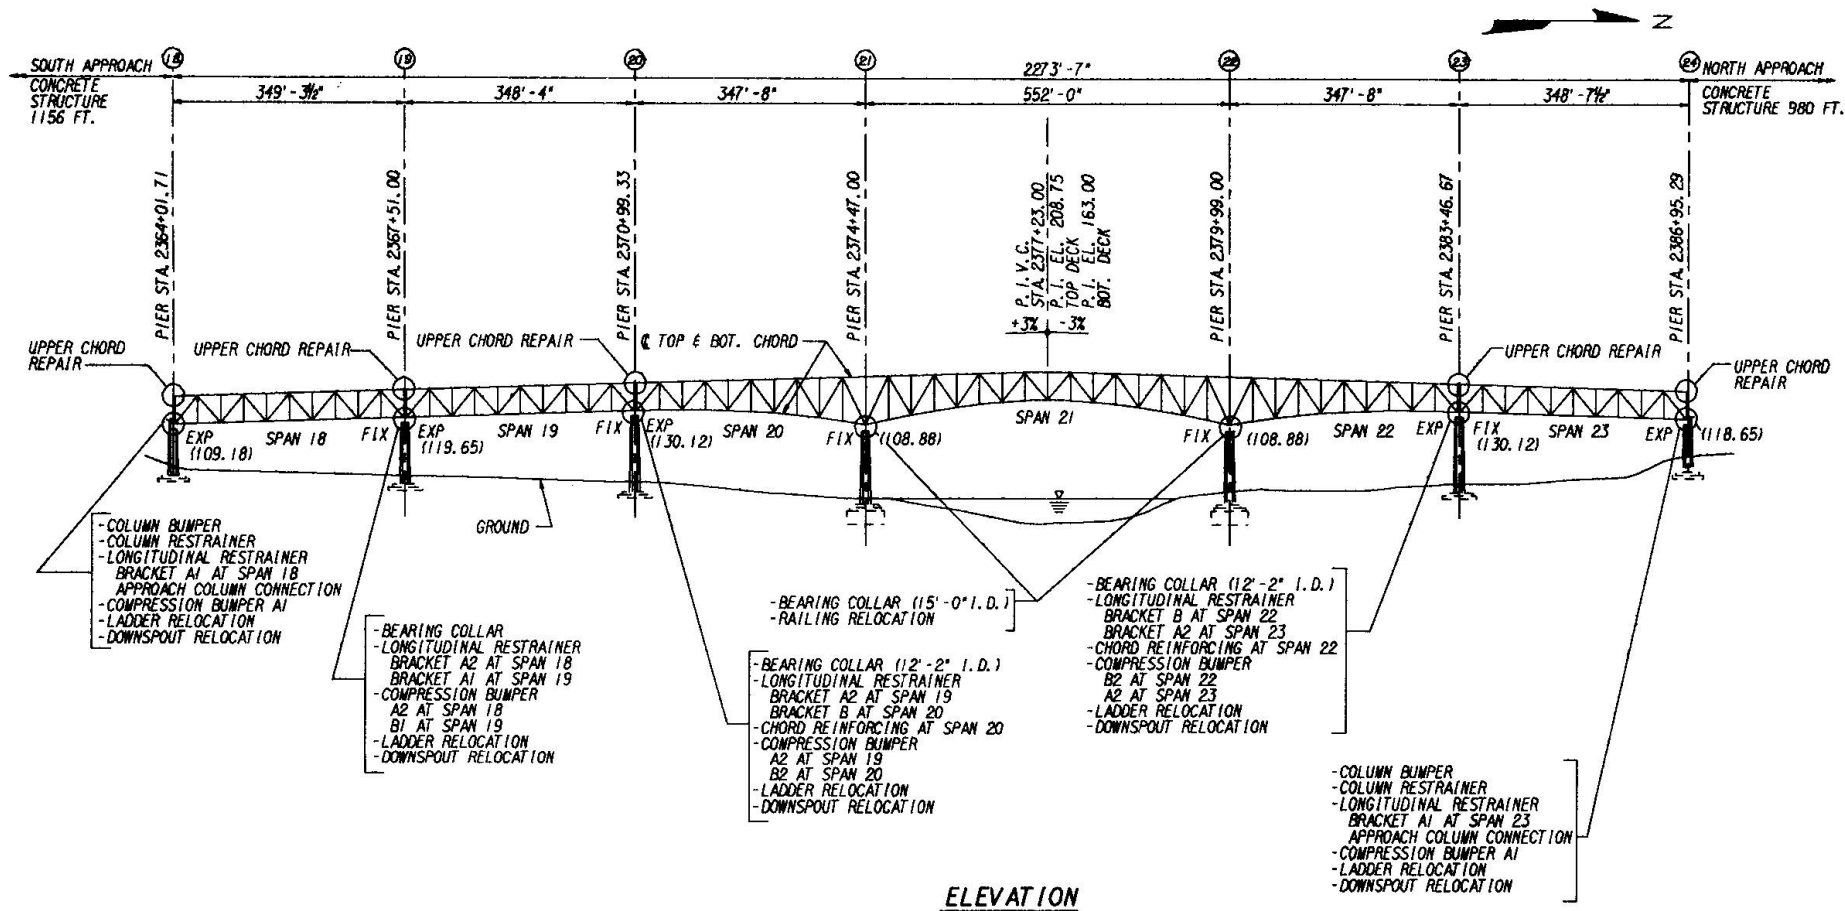 N
SOUTH APPROACH
CONCRETE
STRUCTURE
1156 FT.
18
19
20
21
22
23
24
2273'-7"
NORTH APPROACH
CONCRETE
STRUCTURE 980 FT.
349'-3½"
348'-4"
347'-8"
552'-0"
347'-8"
348'-7½"
PIER STA. 2364+01.71
PIER STA. 2367+51.00
PIER STA. 2370+99.33
PIER STA. 2374+47.00
P. I. V. C.
STA. 2377+23.00
P. I. EL. 208.75
TOP DECK
P. I. EL. 163.00
BOT. DECK
+3% -3%
PIER STA. 2379+99.00
PIER STA. 2383+46.67
PIER STA. 2386+95.29
UPPER CHORD
REPAIR
UPPER CHORD REPAIR
UPPER CHORD REPAIR
℄ TOP & BOT. CHORD
UPPER CHORD REPAIR
UPPER CHORD
REPAIR
EXP
(109.18)
SPAN 18
FIX
EXP
(119.65)
SPAN 19
FIX
EXP
(130.12)
SPAN 20
FIX
(108.88)
SPAN 21
FIX
(108.88)
SPAN 22
EXP
FIX
(130.12)
SPAN 23
EXP
(118.65)
GROUND
-COLUMN BUMPER
-COLUMN RESTRAINER
-LONGITUDINAL RESTRAINER
BRACKET A1 AT SPAN 18
APPROACH COLUMN CONNECTION
-COMPRESSION BUMPER A1
-LADDER RELOCATION
-DOWNSPOUT RELOCATION
-BEARING COLLAR
-LONGITUDINAL RESTRAINER
BRACKET A2 AT SPAN 18
BRACKET A1 AT SPAN 19
-COMPRESSION BUMPER
A2 AT SPAN 18
B1 AT SPAN 19
-LADDER RELOCATION
-DOWNSPOUT RELOCATION
-BEARING COLLAR (15'-0" I.D.)
-RAILING RELOCATION
-BEARING COLLAR (12'-2" I.D.)
-LONGITUDINAL RESTRAINER
BRACKET A2 AT SPAN 19
BRACKET B AT SPAN 20
-CHORD REINFORCING AT SPAN 20
-COMPRESSION BUMPER
A2 AT SPAN 19
B2 AT SPAN 20
-LADDER RELOCATION
-DOWNSPOUT RELOCATION
-BEARING COLLAR (12'-2" I.D.)
-LONGITUDINAL RESTRAINER
BRACKET B AT SPAN 22
BRACKET A2 AT SPAN 23
-CHORD REINFORCING AT SPAN 22
-COMPRESSION BUMPER
B2 AT SPAN 22
A2 AT SPAN 23
-LADDER RELOCATION
-DOWNSPOUT RELOCATION
-COLUMN BUMPER
-COLUMN RESTRAINER
-LONGITUDINAL RESTRAINER
BRACKET A1 AT SPAN 23
APPROACH COLUMN CONNECTION
-COMPRESSION BUMPER A1
-LADDER RELOCATION
-DOWNSPOUT RELOCATION
ELEVATION